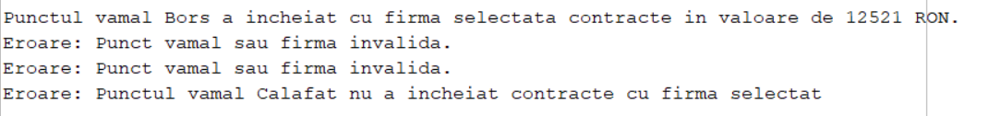 Punctul vamal Bors a incheiat cu firma selectata contracte in valoare de 12521 RON.
Eroare: Punct vamal sau firma invalida.
Eroare: Punct vamal sau firma invalida.
Eroare: Punctul vamal Calafat nu a incheiat contracte cu firma selectat